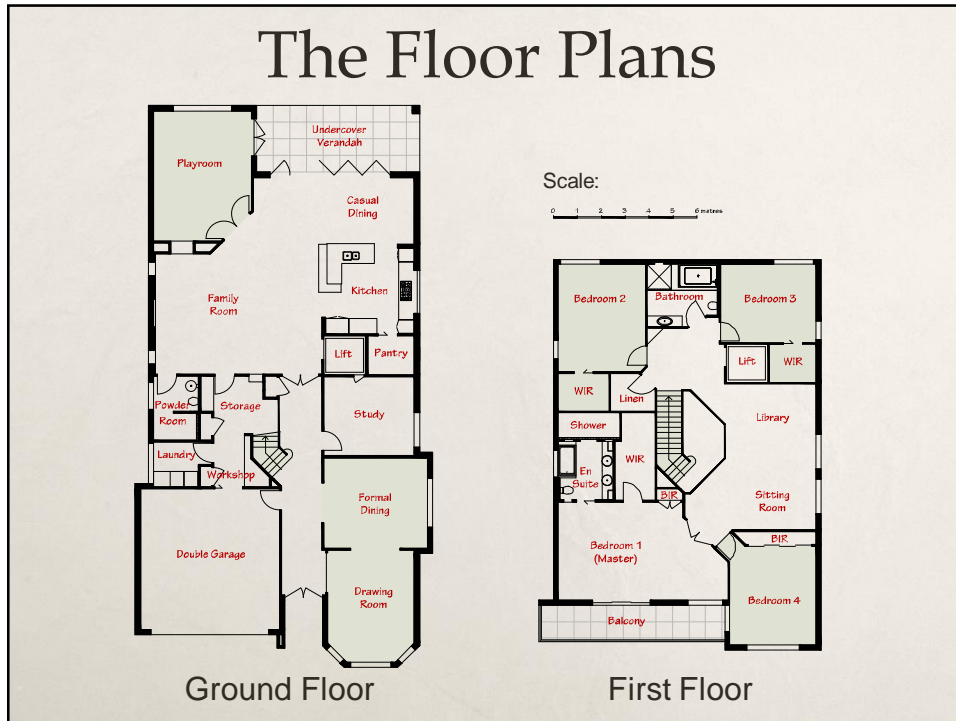 The Floor Plans
Undercover
Verandah
Playroom
Casual
Dining
Kitchen
Family
Room
Lift
Pantry
Powder
Room
Storage
Study
Laundry
Workshop
Formal
Dining
Double Garage
Drawing
Room
Ground Floor
Scale:
0 1 2 3 4 5 6 metres
Bedroom 2
Bathroom
Bedroom 3
Lift
WIR
WIR
Linen
Library
Shower
WIR
En
Suite
BIR
Sitting
Room
Bedroom 1
(Master)
BIR
Bedroom 4
Balcony
First Floor